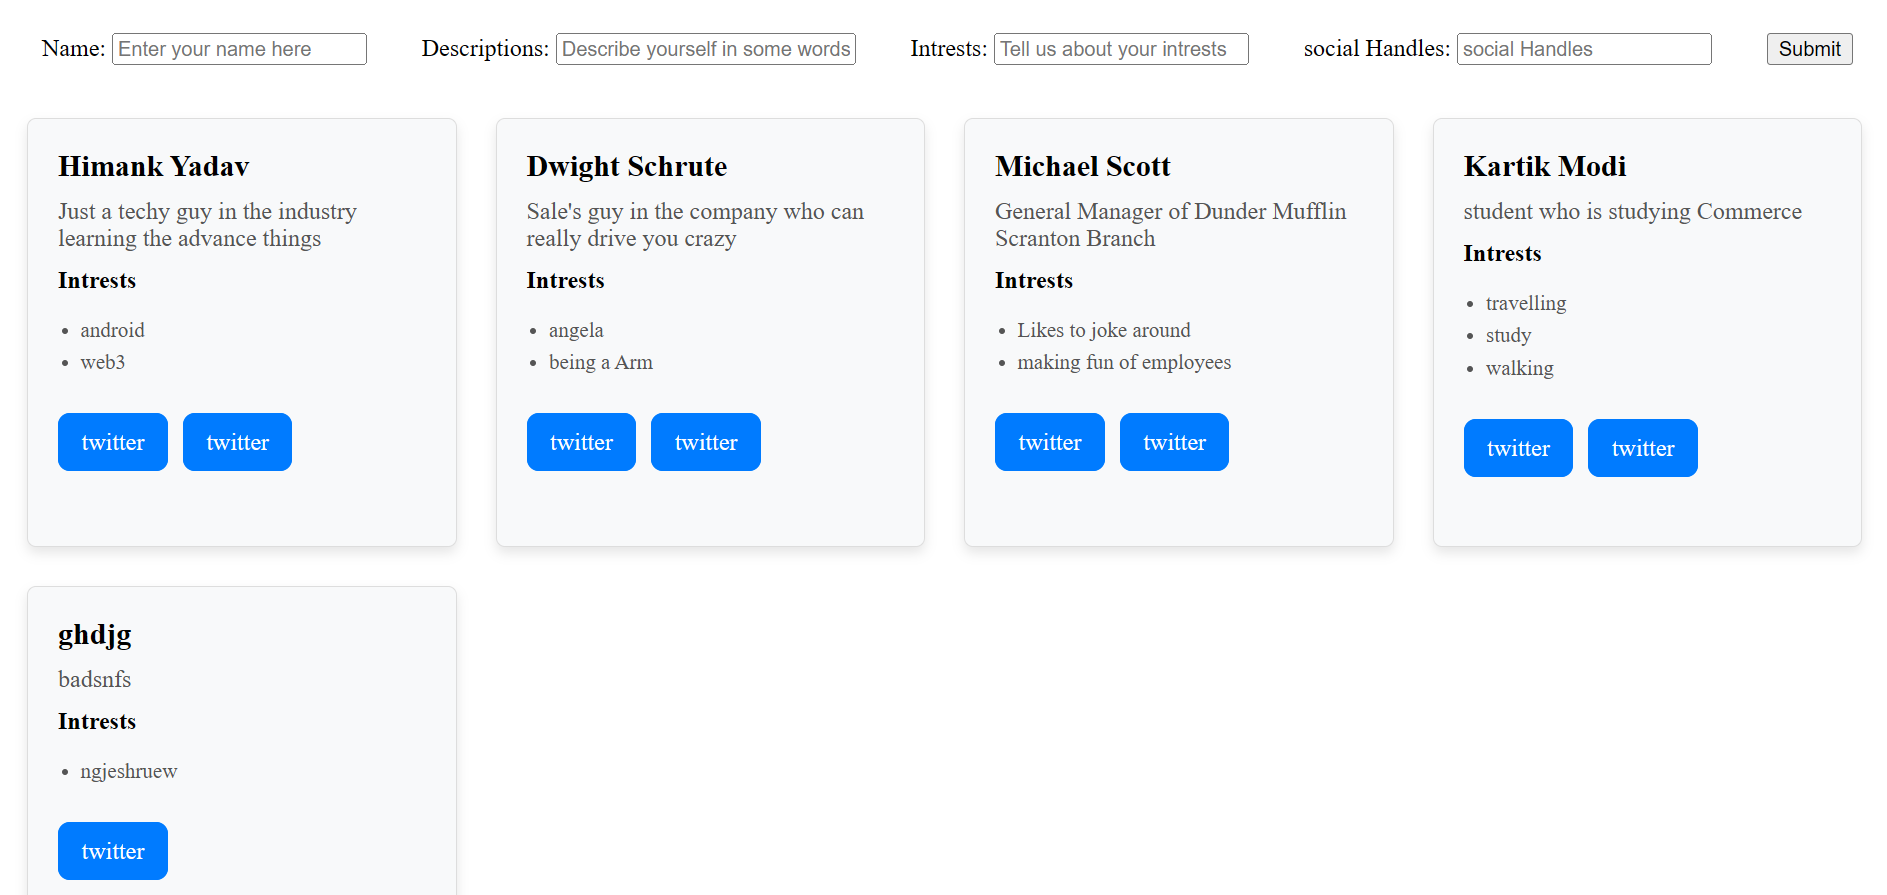 Name: Enter your name here Descriptions: Describe yourself in some words Intrests: Tell us about your intrests social Handles: social Handles Submit
Himank Yadav
Just a techy guy in the industry
learning the advance things
Intrests
android
web3
twitter twitter
Dwight Schrute
Sale's guy in the company who can
really drive you crazy
Intrests
angela
being a Arm
twitter twitter
Michael Scott
General Manager of Dunder Mufflin
Scranton Branch
Intrests
Likes to joke around
making fun of employees
twitter twitter
Kartik Modi
student who is studying Commerce
Intrests
travelling
study
walking
twitter twitter
ghdjg
badsnfs
Intrests
ngjeshruew
twitter